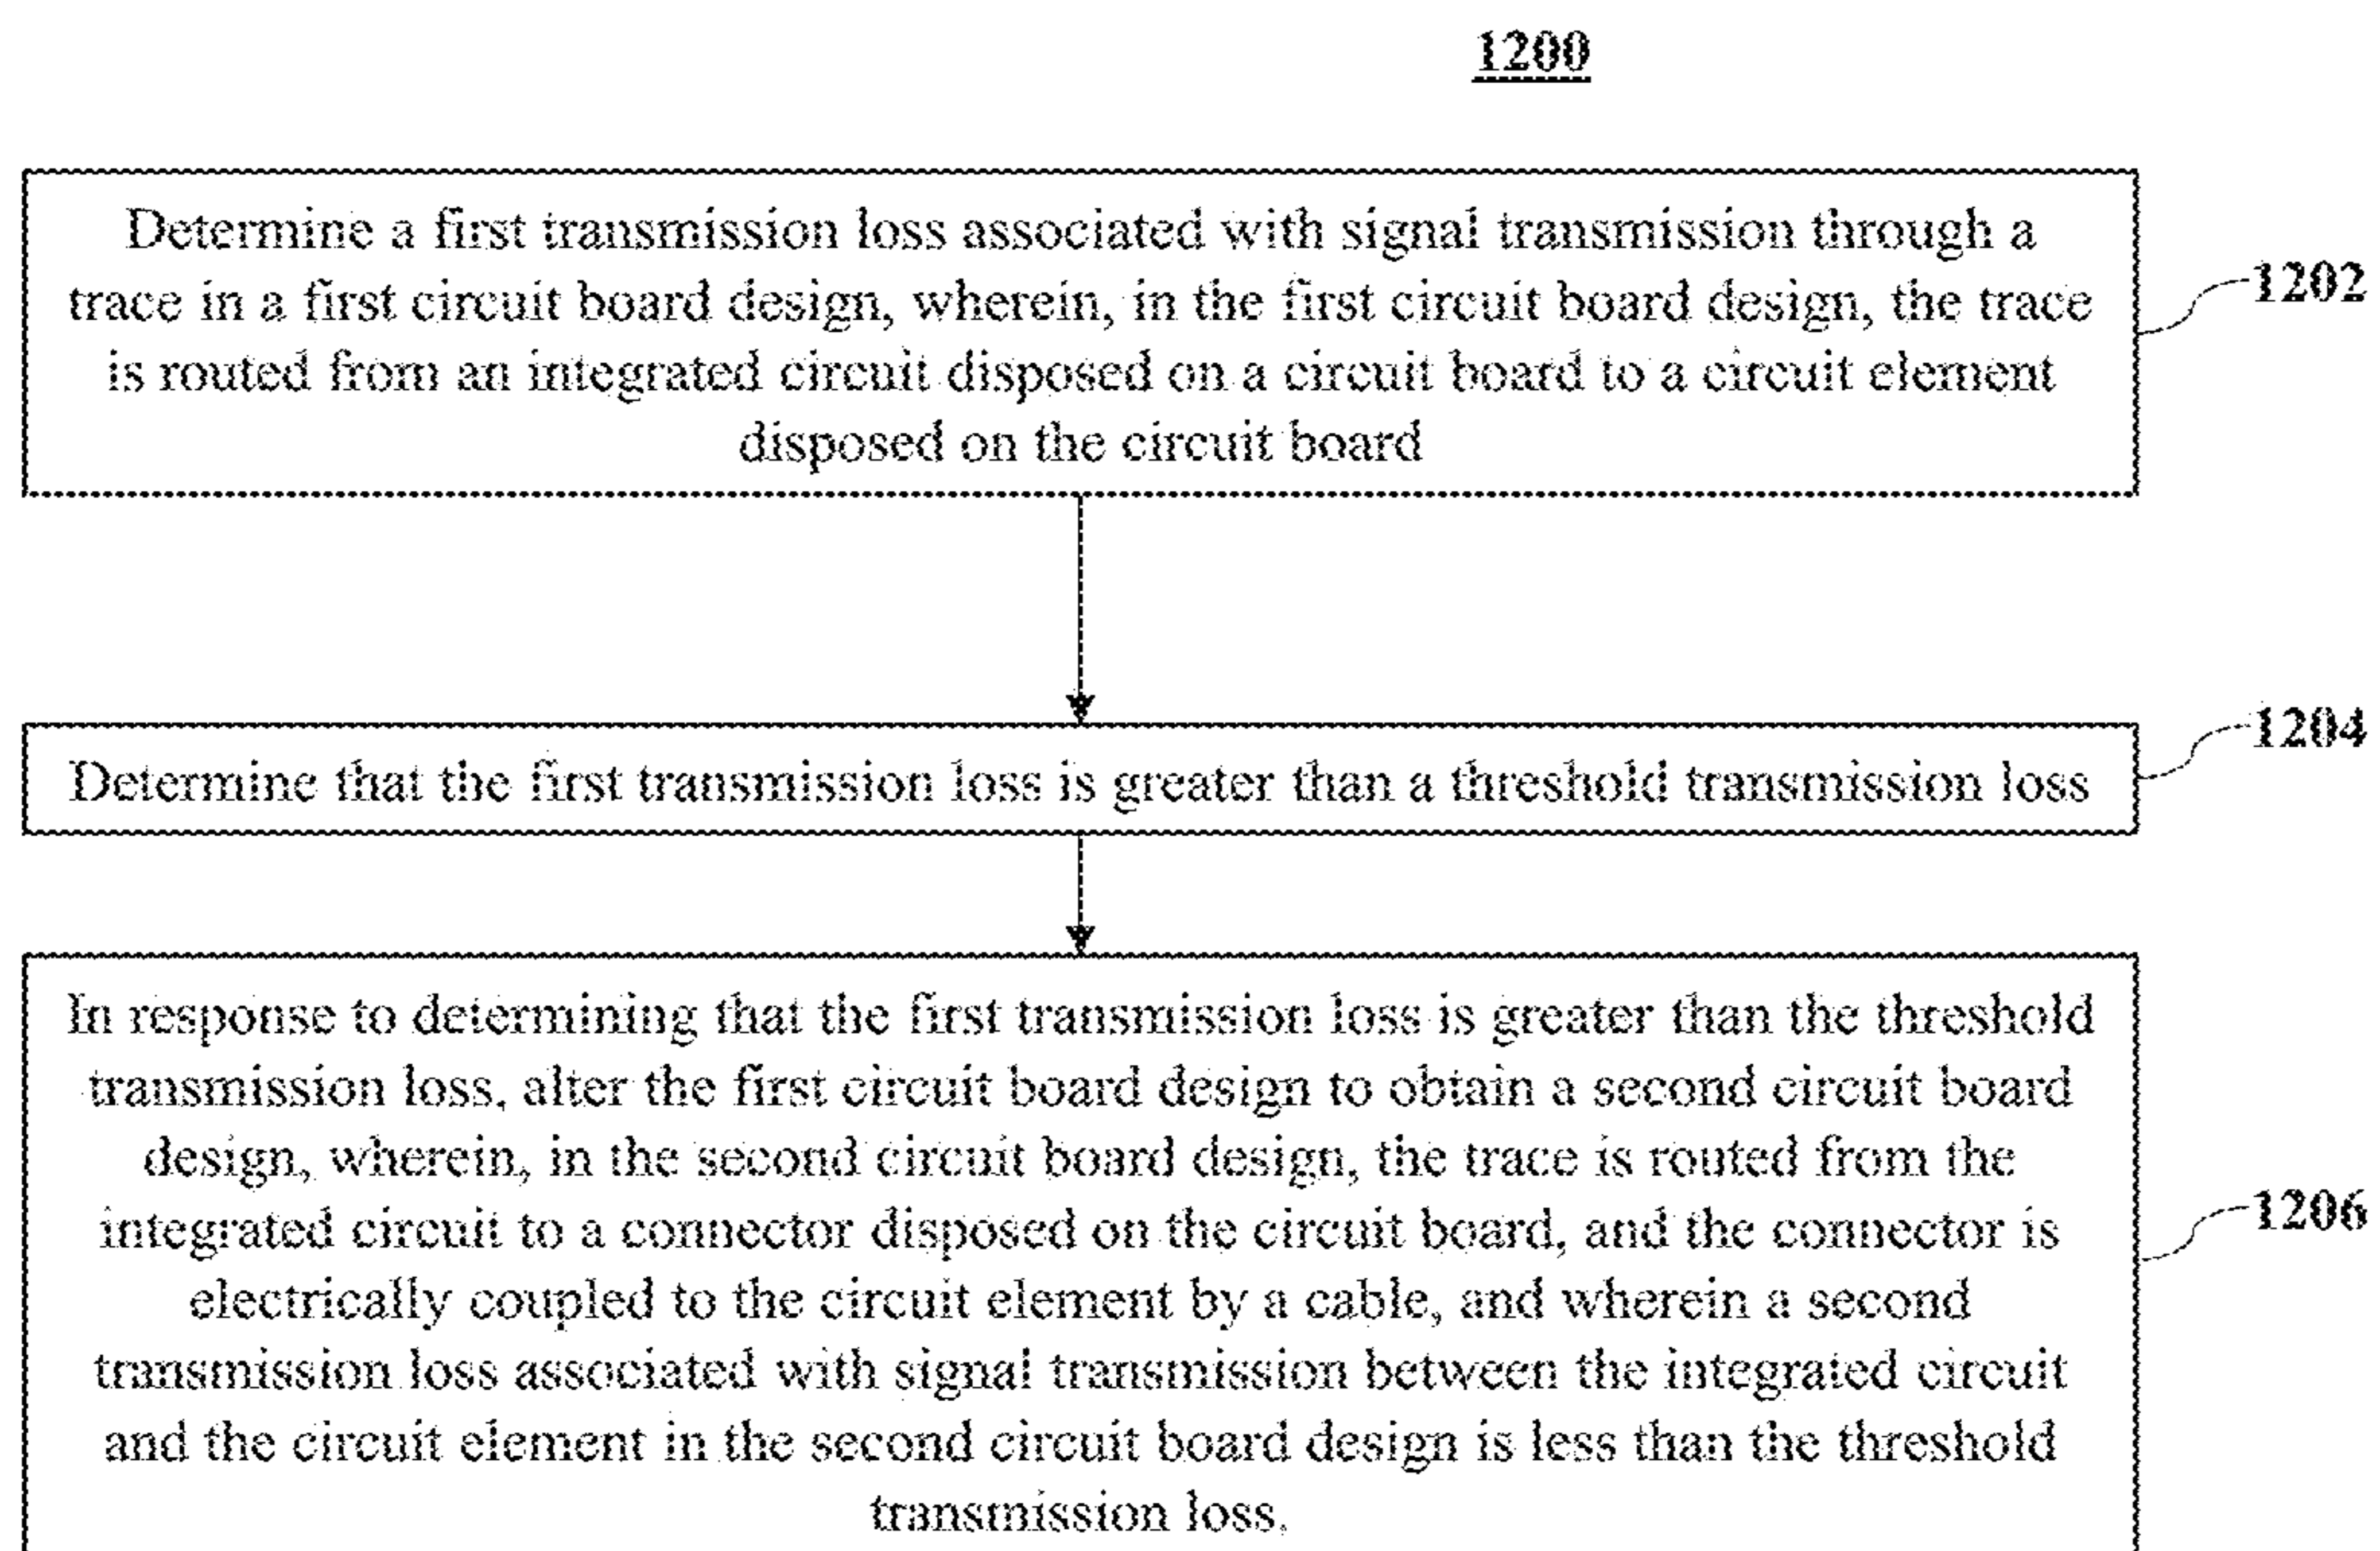 1200
Determine a first transmission loss associated with signal transmission through a
trace in a first circuit board design, wherein, in the first circuit board design, the trace
is routed from an integrated circuit disposed on a circuit board to a circuit element
disposed on the circuit board
1202
Determine that the first transmission loss is greater than a threshold transmission loss
1204
In response to determining that the first transmission loss is greater than the threshold
transmission loss, alter the first circuit board design to obtain a second circuit board
design, wherein, in the second circuit board design, the trace is routed from the
integrated circuit to a connector disposed on the circuit board, and the connector is
electrically coupled to the circuit element by a cable, and wherein a second
transmission loss associated with signal transmission between the integrated circuit
and the circuit element in the second circuit board design is less than the threshold
transmission loss.
1206